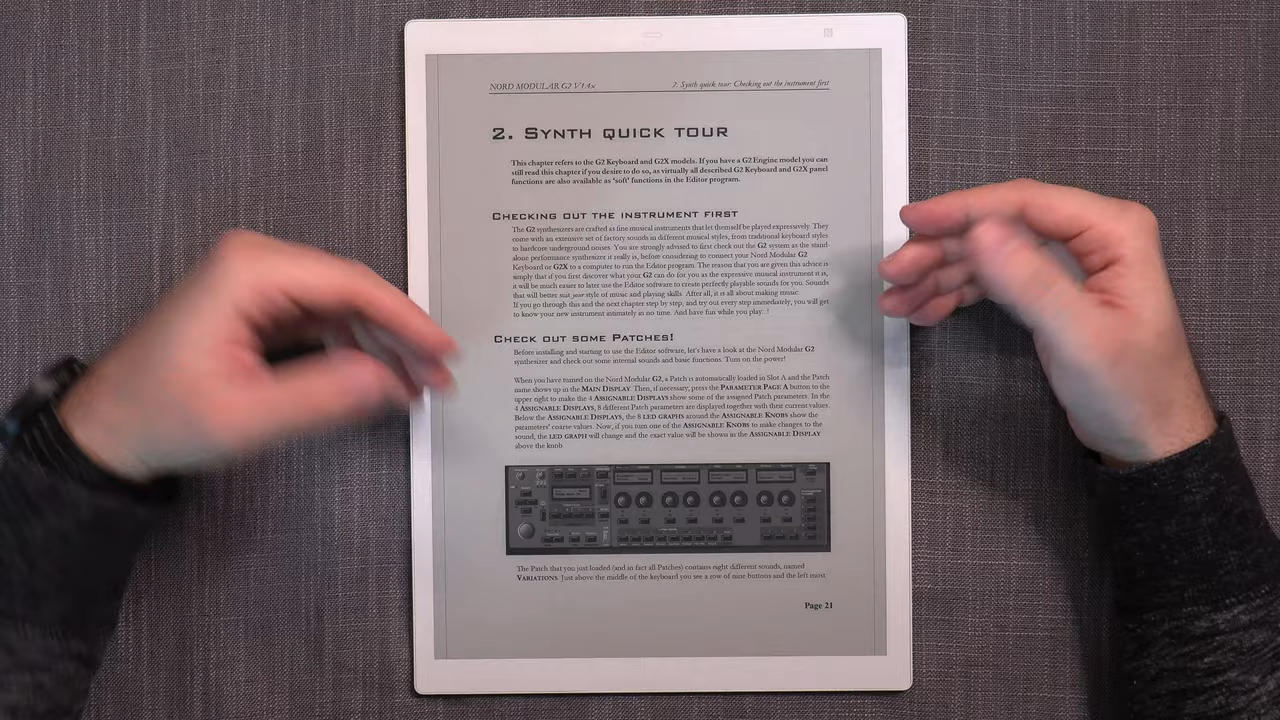 NORD MODULAR G2 V1.4x
2. Synth quick tour: Checking out the instrument first
2. SYNTH QUICK TOUR
This chapter refers to the G2 Keyboard and G2X models. If you have a G2 Engine model you can
still read this chapter if you desire to do so, as virtually all described G2 Keyboard and G2X panel
functions are also available as 'soft' functions in the Editor program.
CHECKING OUT THE INSTRUMENT FIRST
The G2 synthesizers are crafted as fine musical instruments that let themself be played expressively. They
come with an extensive set of factory sounds in different musical styles, from traditional keyboard styles
to hardcore underground noises. You are strongly advised to first check out the G2 system as the stand-
alone performance synthesizer it really is, before considering to connect your Nord Modular G2
Keyboard or G2X to a computer to run the Editor program. The reason that you are given this advice is
simply that if you first discover what your G2 can do for you as the expressive musical instrument it is,
it will be much easier to later use the Editor software to create perfectly playable sounds for you. Sounds
that will better suit your style of music and playing skills. After all, it is all about making music.
If you go through this and the next chapter step by step, and try out every step immediately, you will get
to know your new instrument intimately in no time. And have fun while you play...!
CHECK OUT SOME PATCHES!
Before installing and starting to use the Editor software, let's have a look at the Nord Modular G2
synthesizer and check out some internal sounds and basic functions. Turn on the power!
When you have turned on the Nord Modular G2, a Patch is automatically loaded in Slot A and the Patch
name shows up in the MAIN DISPLAY. Then, if necessary, press the PARAMETER PAGE A button to the
upper right to make the 4 ASSIGNABLE DISPLAYS show some of the assigned Patch parameters. In the
4 ASSIGNABLE DISPLAYS, 8 different Patch parameters are displayed together with their current values.
Below the ASSIGNABLE DISPLAYS, the 8 LED GRAPHS around the ASSIGNABLE KNOBS show the
parameters' coarse values. Now, if you turn one of the ASSIGNABLE KNOBS to make changes to the
sound, the LED GRAPH will change and the exact value will be shown in the ASSIGNABLE DISPLAY
above the knob.
The Patch that you just loaded (and in fact all Patches) contains eight different sounds, named
VARIATIONS. Just above the middle of the keyboard you see a row of nine buttons and the left most
Page 21